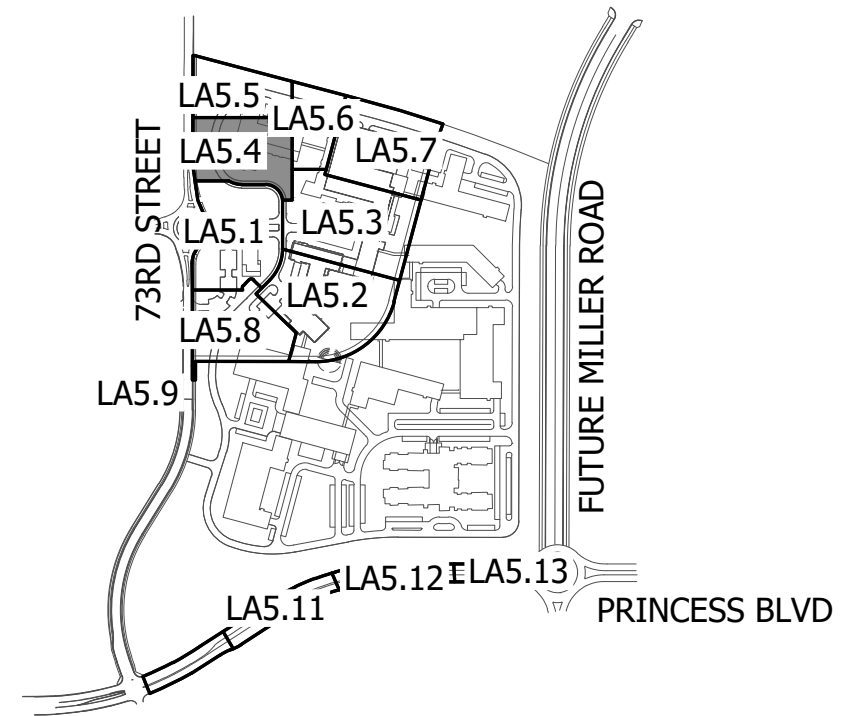 LA5.5
LA5.6
LA5.4
LA5.7
73RD STREET
LA5.1
LA5.3
LA5.2
LA5.8
FUTURE MILLER ROAD
LA5.9
LA5.12
LA5.13
LA5.11
PRINCESS BLVD